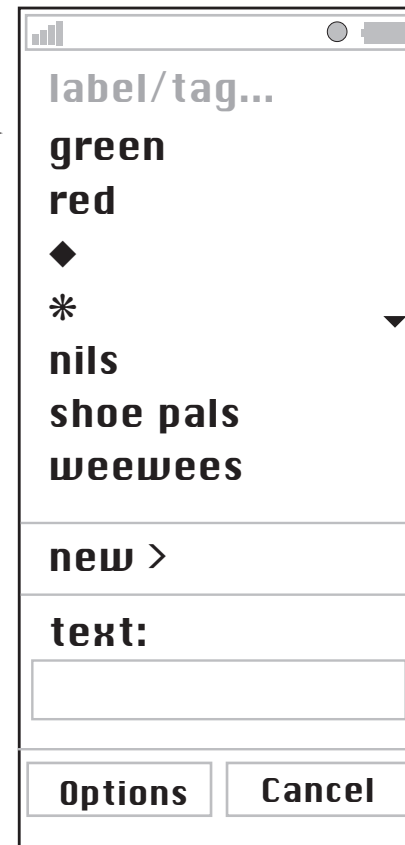 label/tag...
green
red
◆
❋
nils
shoe pals
weewees
new >
text:
Options Cancel